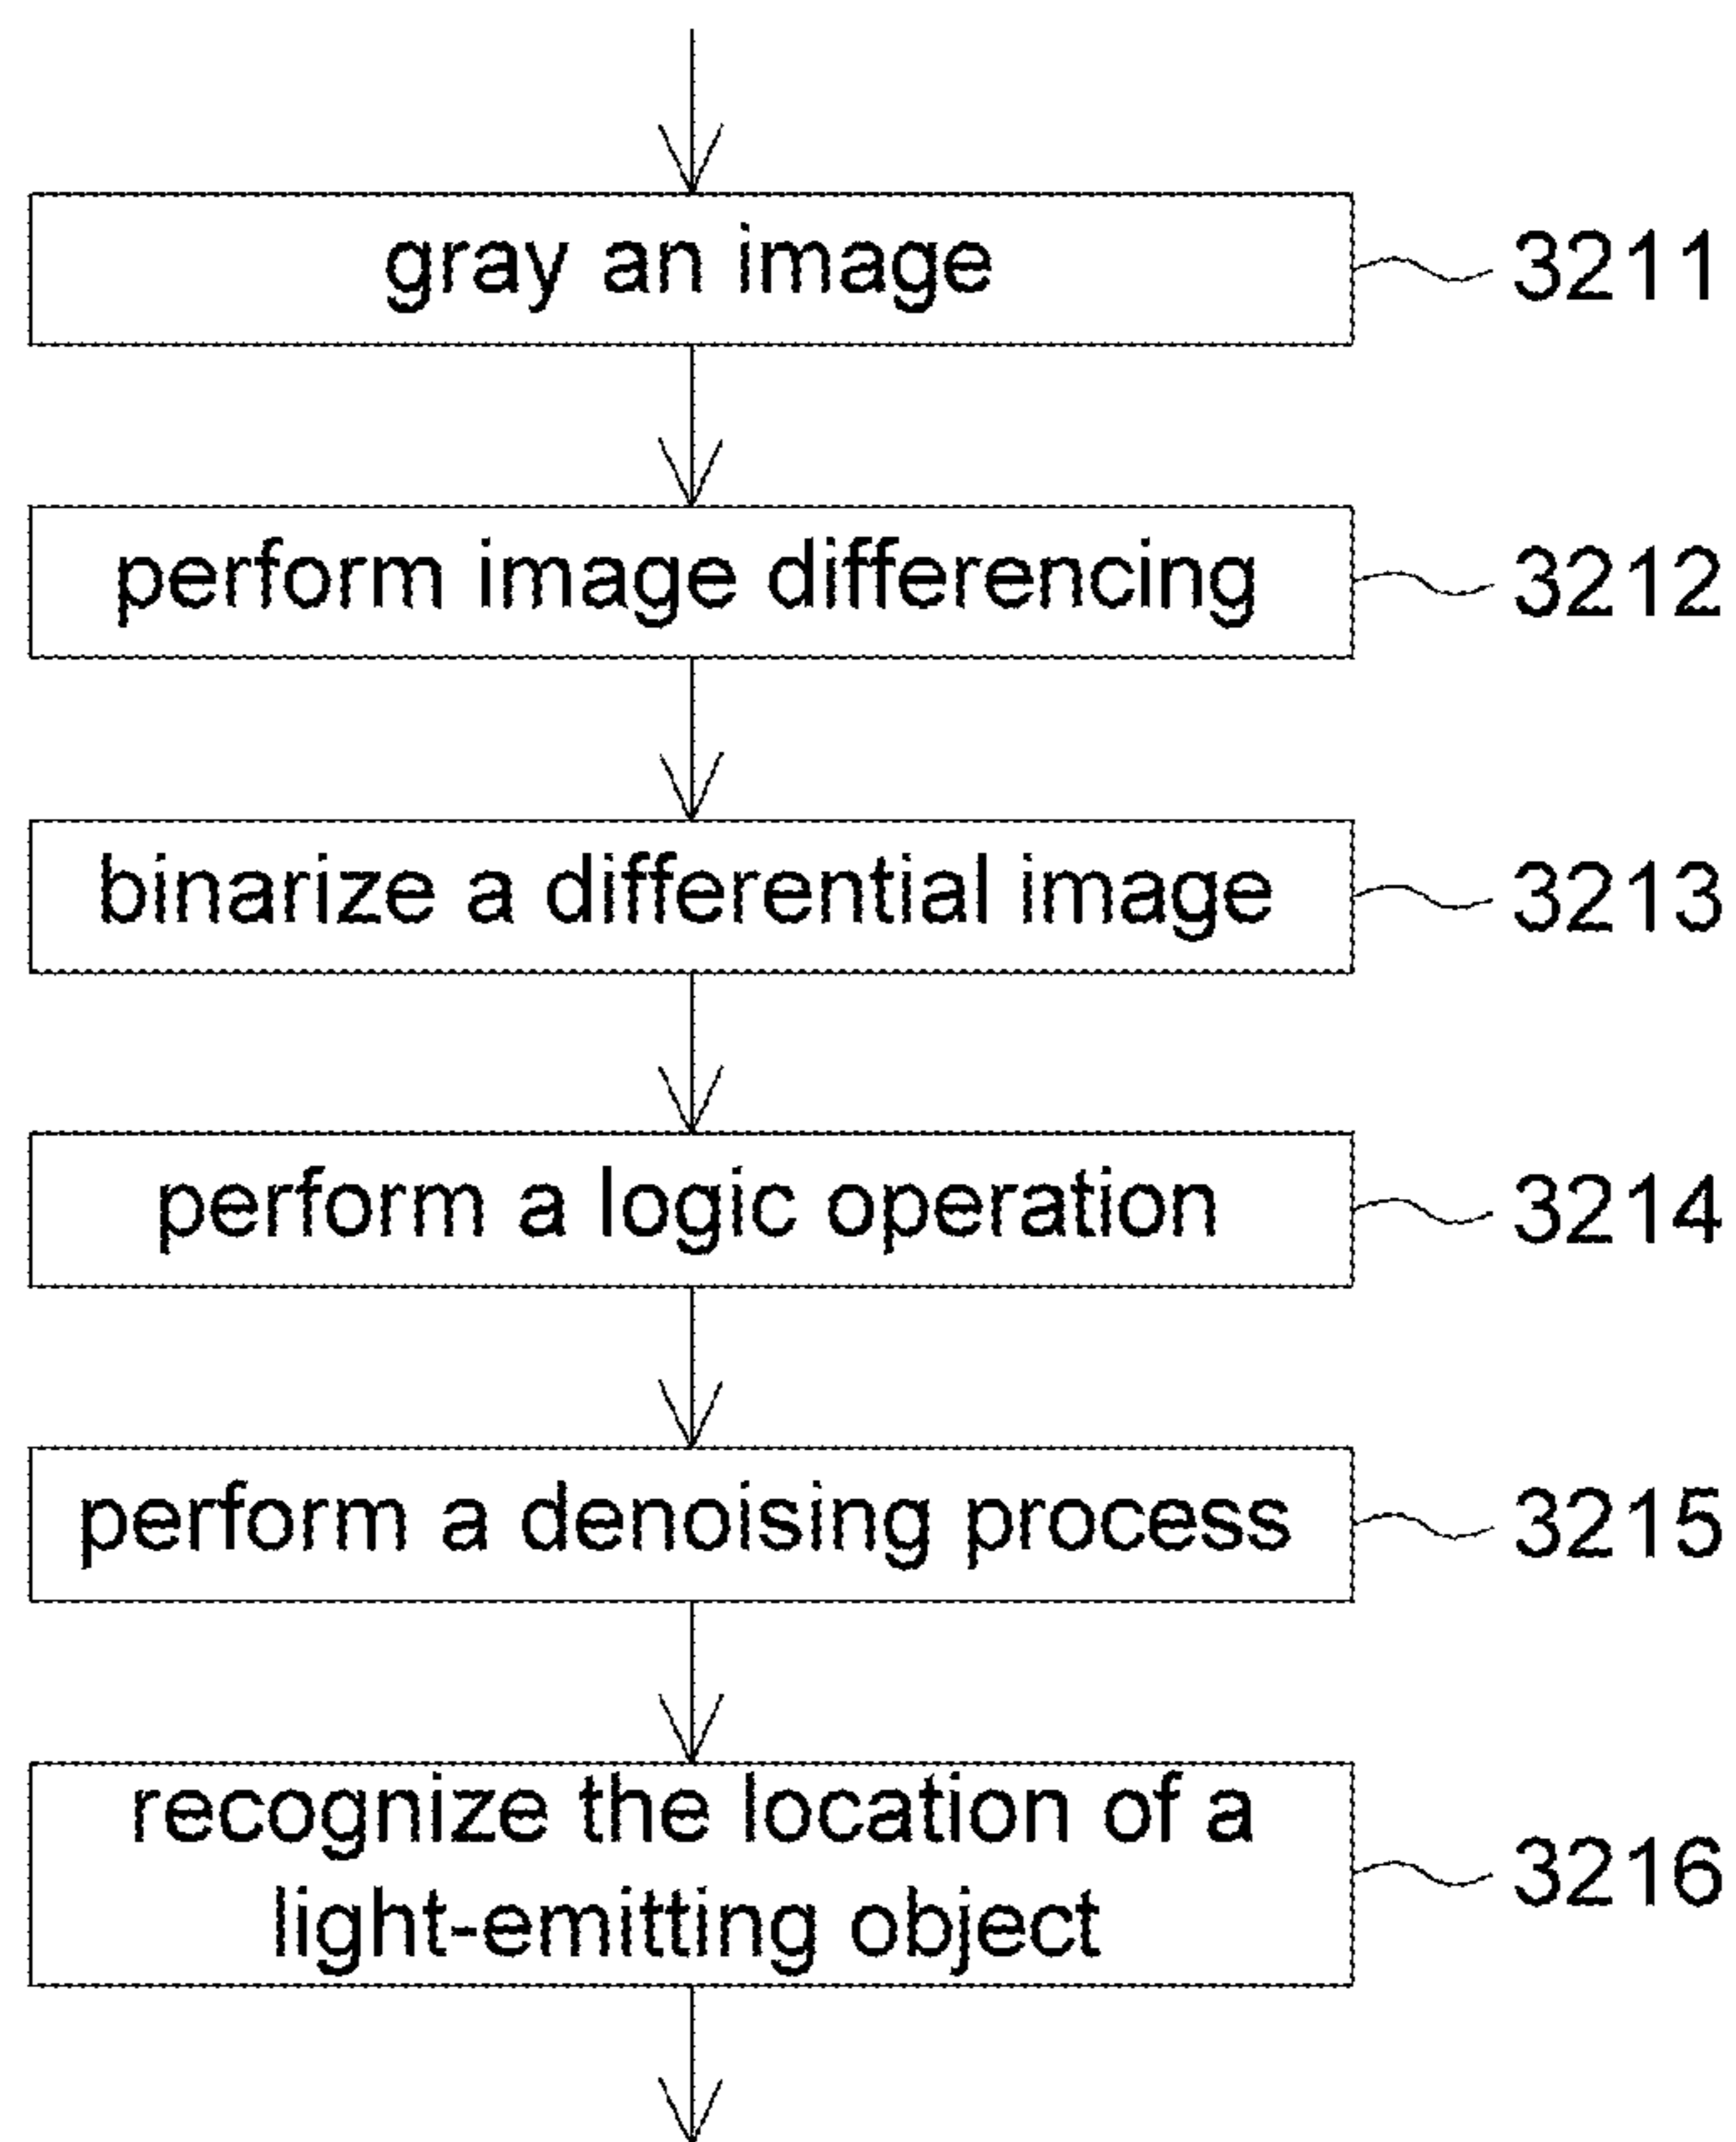 gray an image 3211
perform image differencing 3212
binarize a differential image 3213
perform a logic operation 3214
perform a denoising process 3215
recognize the location of a
light-emitting object 3216